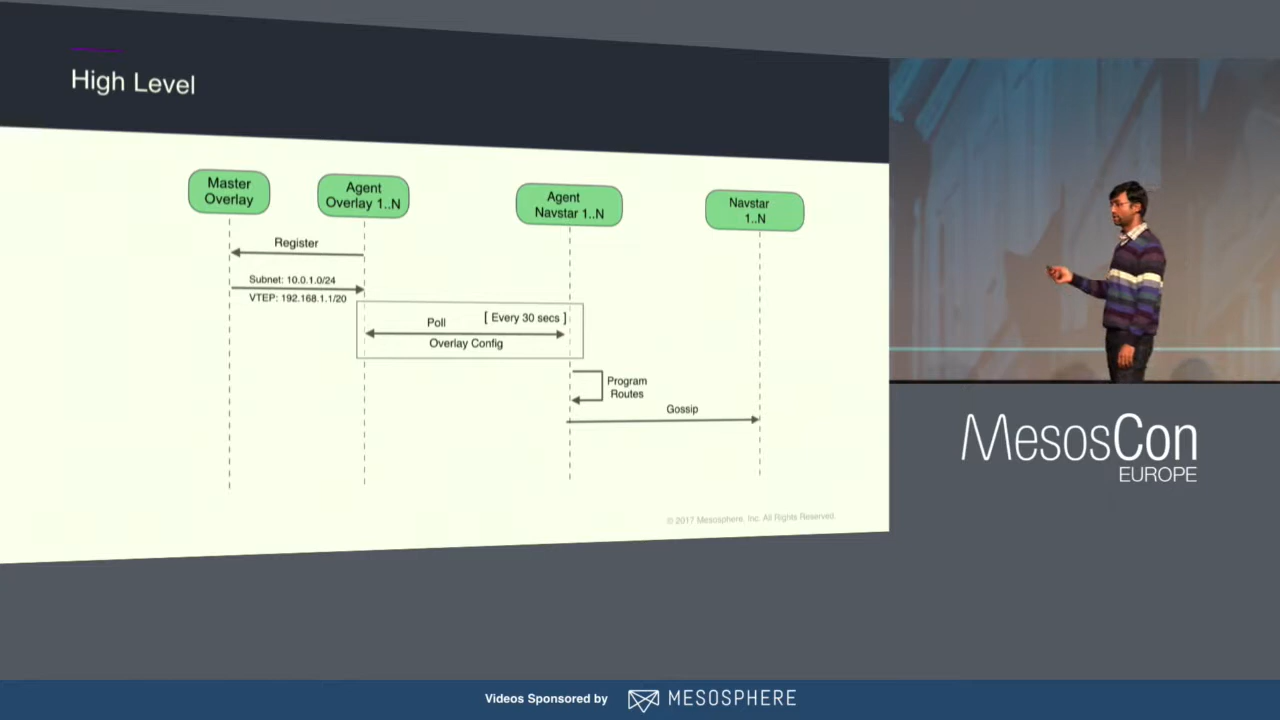 High Level
Master
Overlay
Agent
Overlay 1..N
Agent
Navstar 1..N
Navstar
1..N
Register
Subnet: 10.0.1.0/24
VTEP: 192.168.1.1/20
Poll
[ Every 30 secs ]
Overlay Config
Program
Routes
Gossip
© 2017 Mesosphere, Inc. All Rights Reserved.
MesosCon
EUROPE
Videos Sponsored by
MESOSPHERE